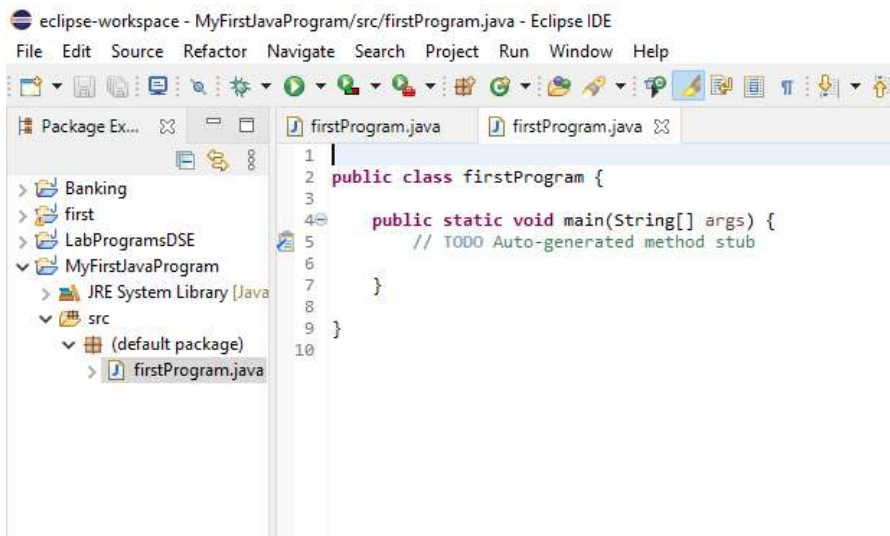 eclipse-workspace - MyFirstJavaProgram/src/firstProgram.java - Eclipse IDE
File Edit Source Refactor Navigate Search Project Run Window Help
Package Ex...
firstProgram.java
firstProgram.java
Banking
first
LabProgramsDSE
MyFirstJavaProgram
JRE System Library [Java
src
(default package)
firstProgram.java
1
2 public class firstProgram {
3
4 public static void main(String[] args) {
5 // TODO Auto-generated method stub
6
7 }
8
9 }
10